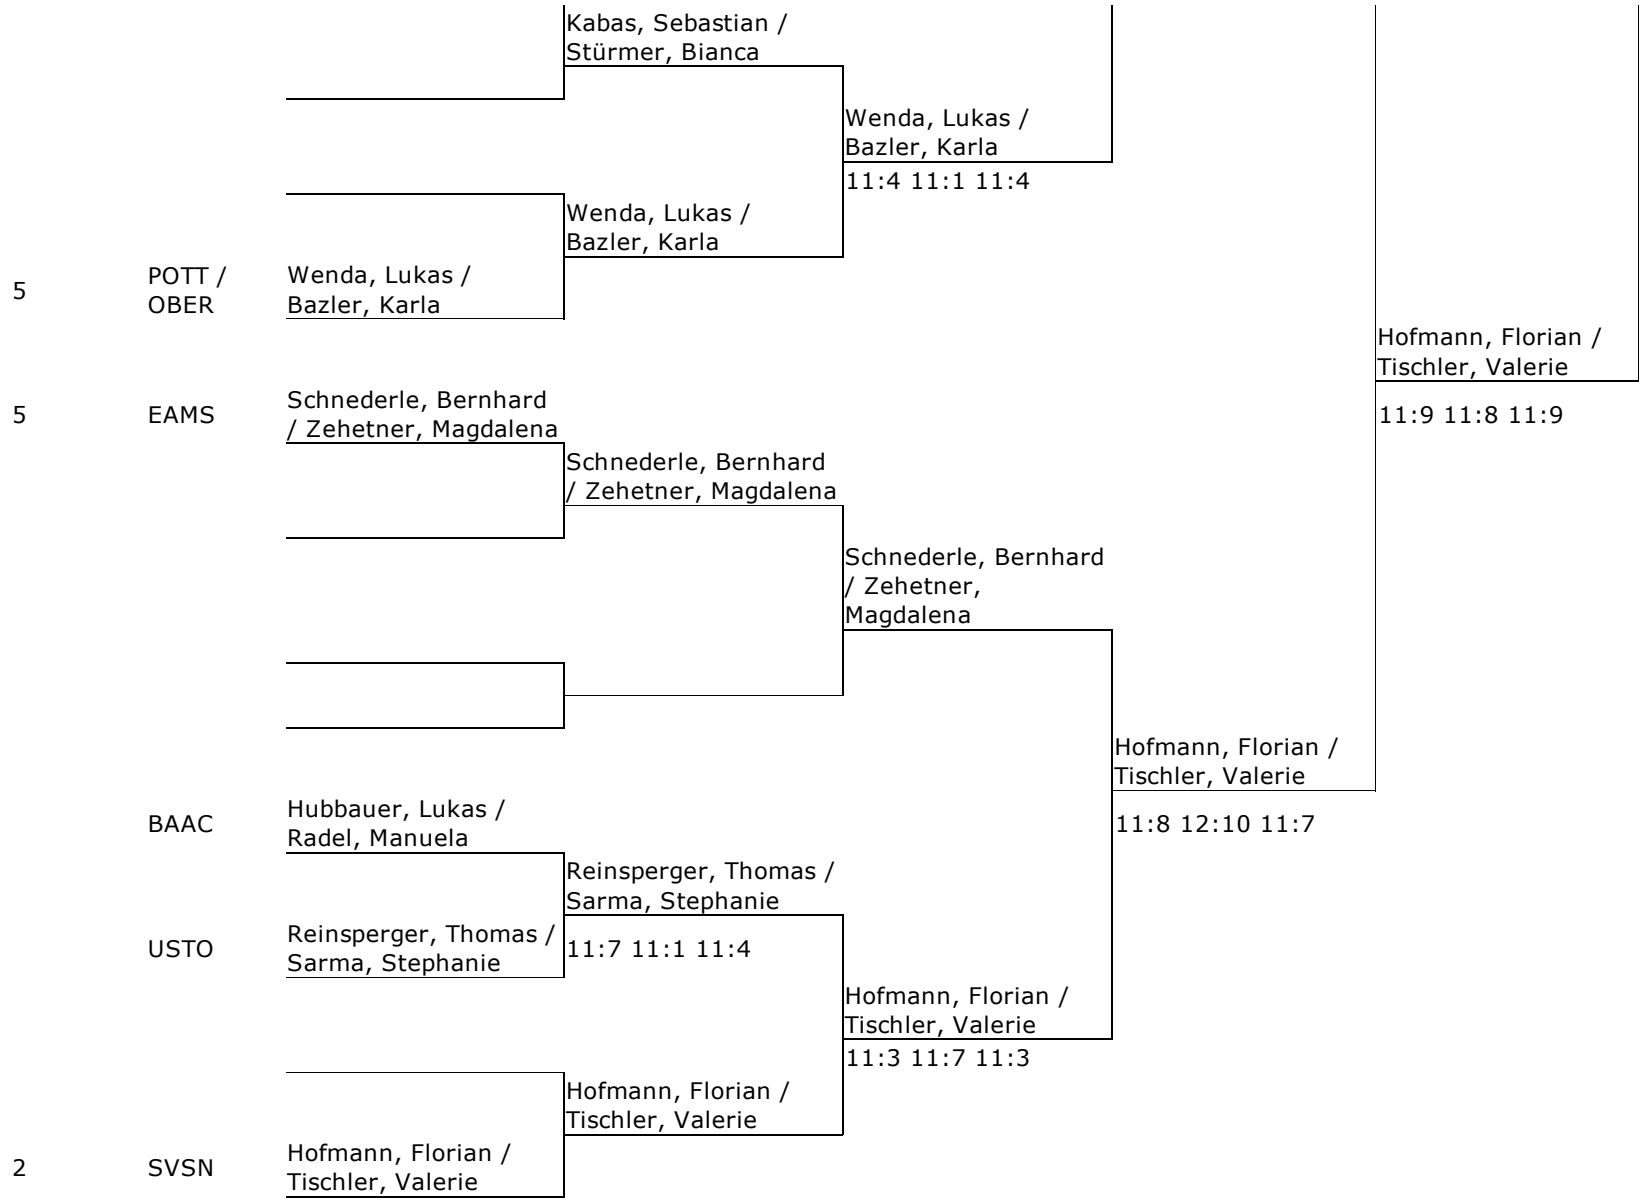 Kabas, Sebastian /
Stürmer, Bianca
Wenda, Lukas /
Bazler, Karla
11:4 11:1 11:4
Wenda, Lukas /
Bazler, Karla
5
POTT /
OBER
Wenda, Lukas /
Bazler, Karla
Hofmann, Florian /
Tischler, Valerie
11:9 11:8 11:9
5
EAMS
Schnederle, Bernhard
/ Zehetner, Magdalena
Schnederle, Bernhard
/ Zehetner, Magdalena
Schnederle, Bernhard
/ Zehetner,
Magdalena
Hofmann, Florian /
Tischler, Valerie
11:8 12:10 11:7
BAAC
Hubbauer, Lukas /
Radel, Manuela
Reinsperger, Thomas /
Sarma, Stephanie
11:7 11:1 11:4
USTO
Reinsperger, Thomas /
Sarma, Stephanie
Hofmann, Florian /
Tischler, Valerie
11:3 11:7 11:3
Hofmann, Florian /
Tischler, Valerie
2
SVSN
Hofmann, Florian /
Tischler, Valerie